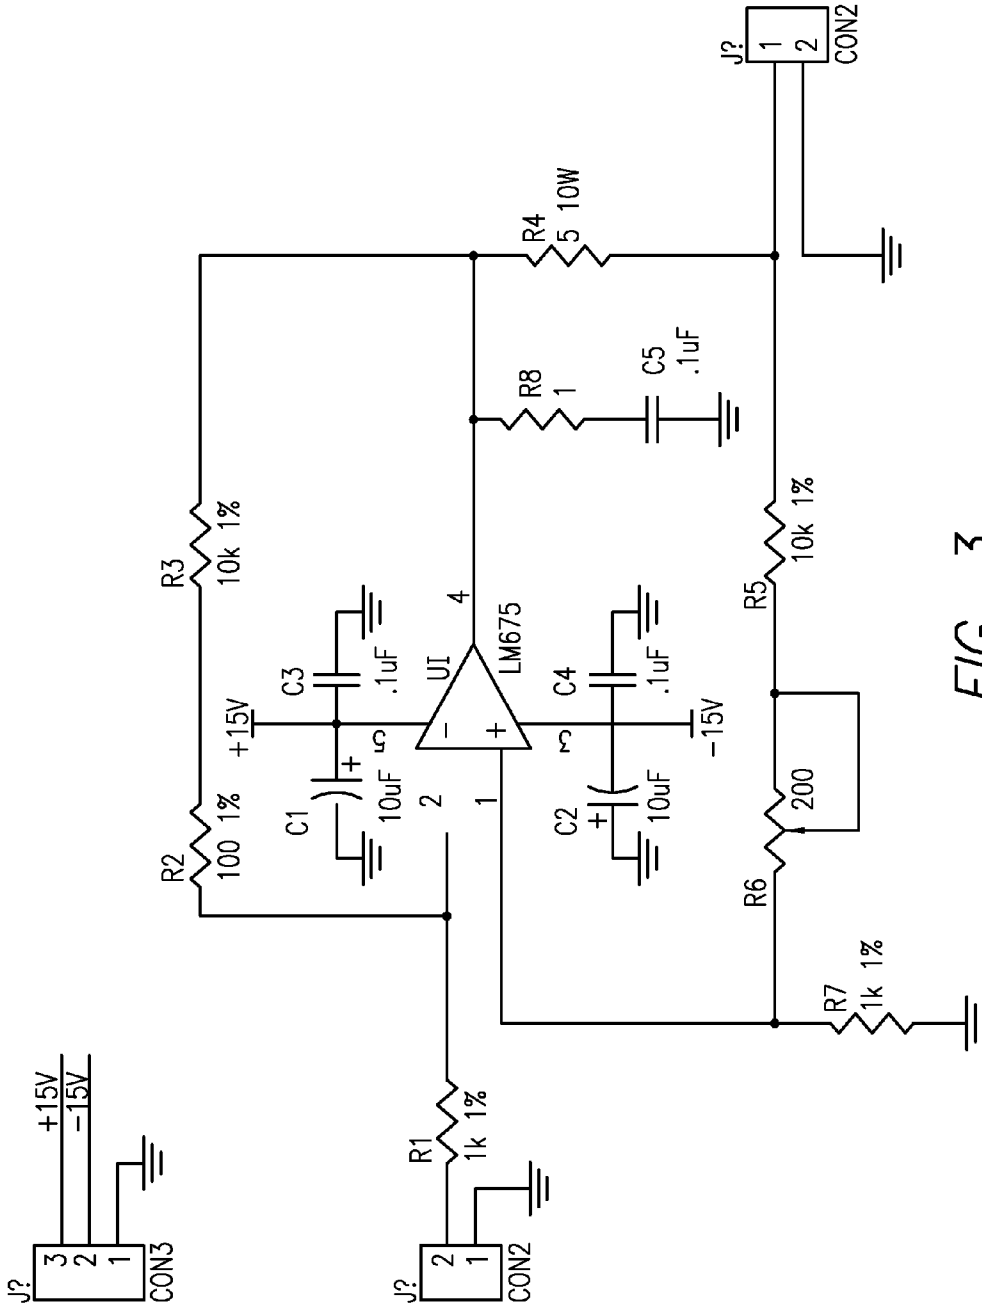 J?
3
2
1
CON3
+15V
-15V
J?
2
1
CON2
R1
1k 1%
R2
100 1%
R3
10k 1%
+15V
C1
+
10uF
C3
.1uF
5
2
1
-
+
UI
LM675
4
3
C2
+
10uF
C4
.1uF
-15V
R8
1
C5
.1uF
R4
5 10W
R5
10k 1%
R6
200
R7
1k 1%
J?
1
2
CON2
FIG. 3